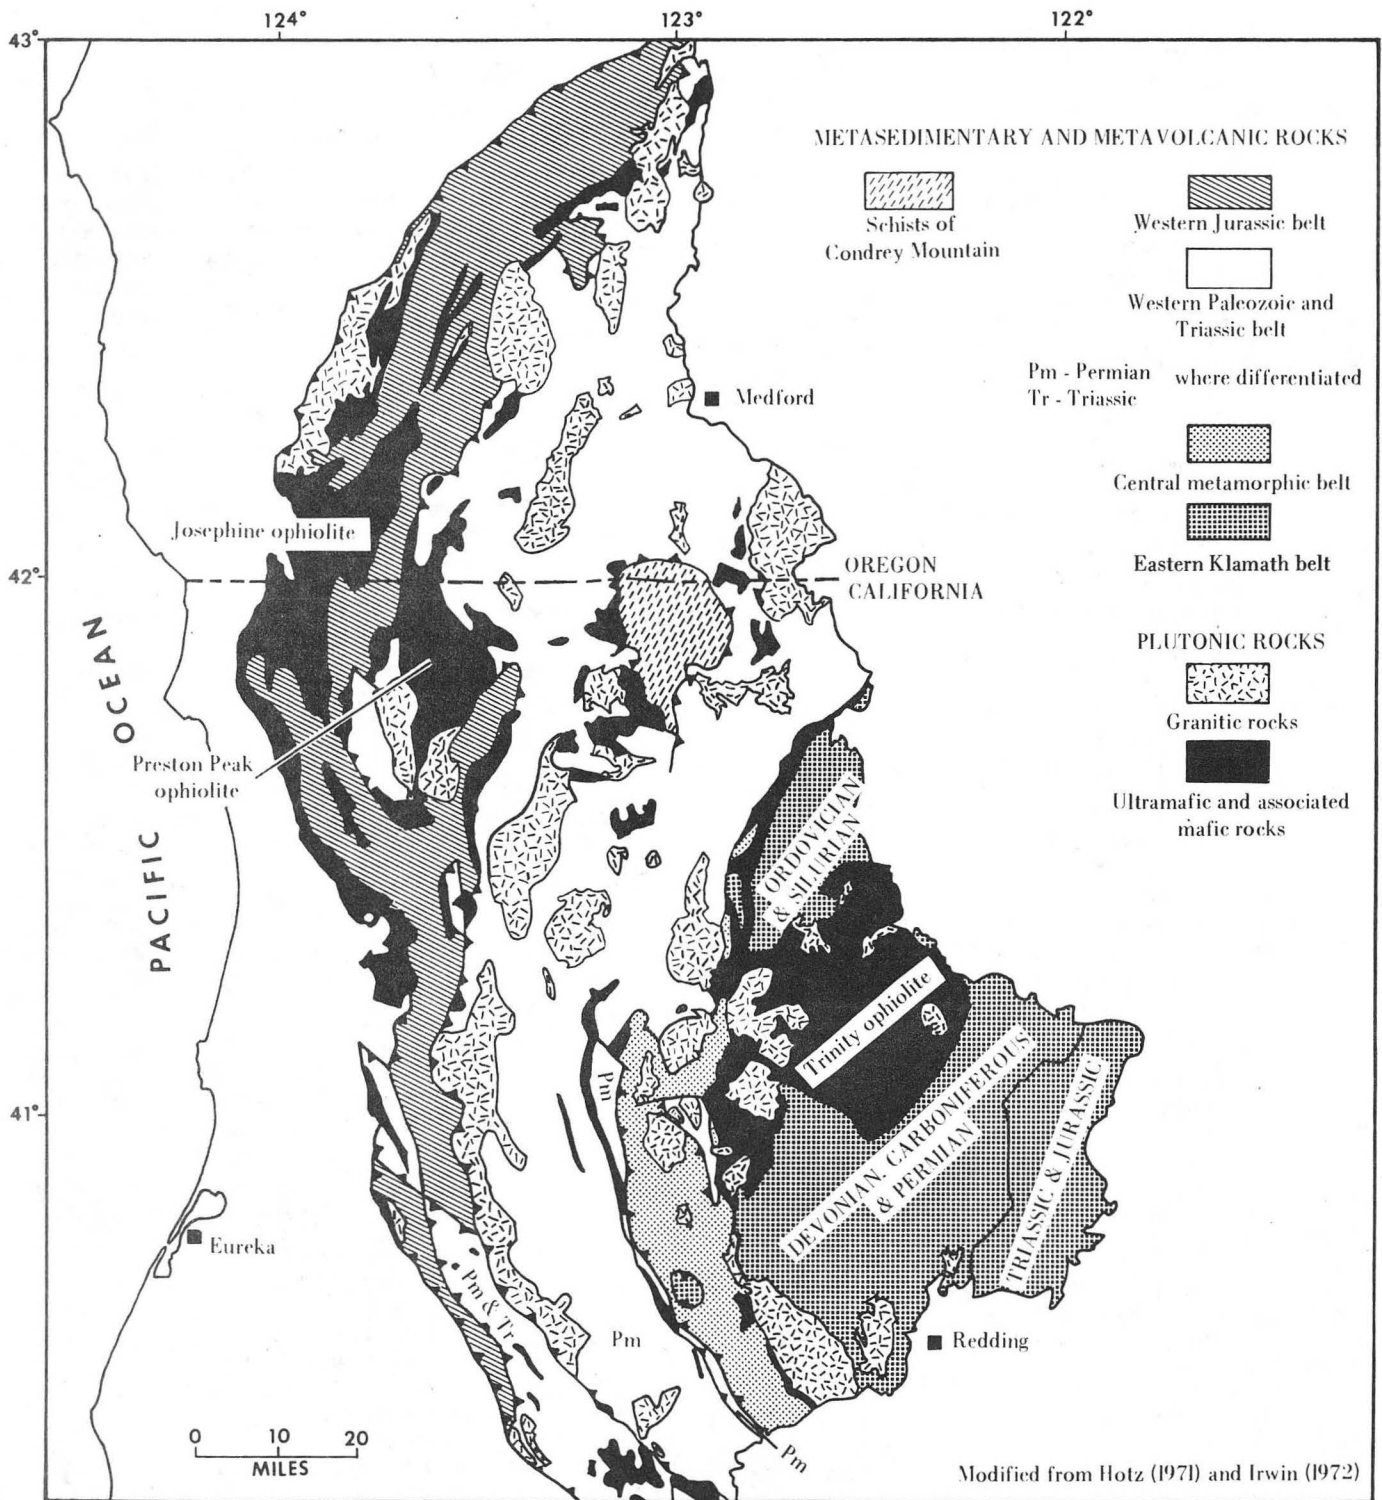 124°
123°
122°
43°
METASEDIMENTARY AND METAVOLCANIC ROCKS
Schists of
Condrey Mountain
Western Jurassic belt
Western Paleozoic and
Triassic belt
Pm - Permian
Tr - Triassic
where differentiated
Central metamorphic belt
Eastern Klamath belt
PLUTONIC ROCKS
Granitic rocks
Ultramafic and associated
mafic rocks
Medford
Josephine ophiolite
42°
OREGON
CALIFORNIA
PACIFIC OCEAN
Preston Peak
ophiolite
ORDOVICIAN
& SILURIAN
Trinity ophiolite
Pm
41°
DEVONIAN, CARBONIFEROUS
& PERMIAN
TRIASSIC & JURASSIC
Eureka
Pm & Tr
Pm
Redding
0 10 20
MILES
Pm
Modified from Hotz (1971) and Irwin (1972)